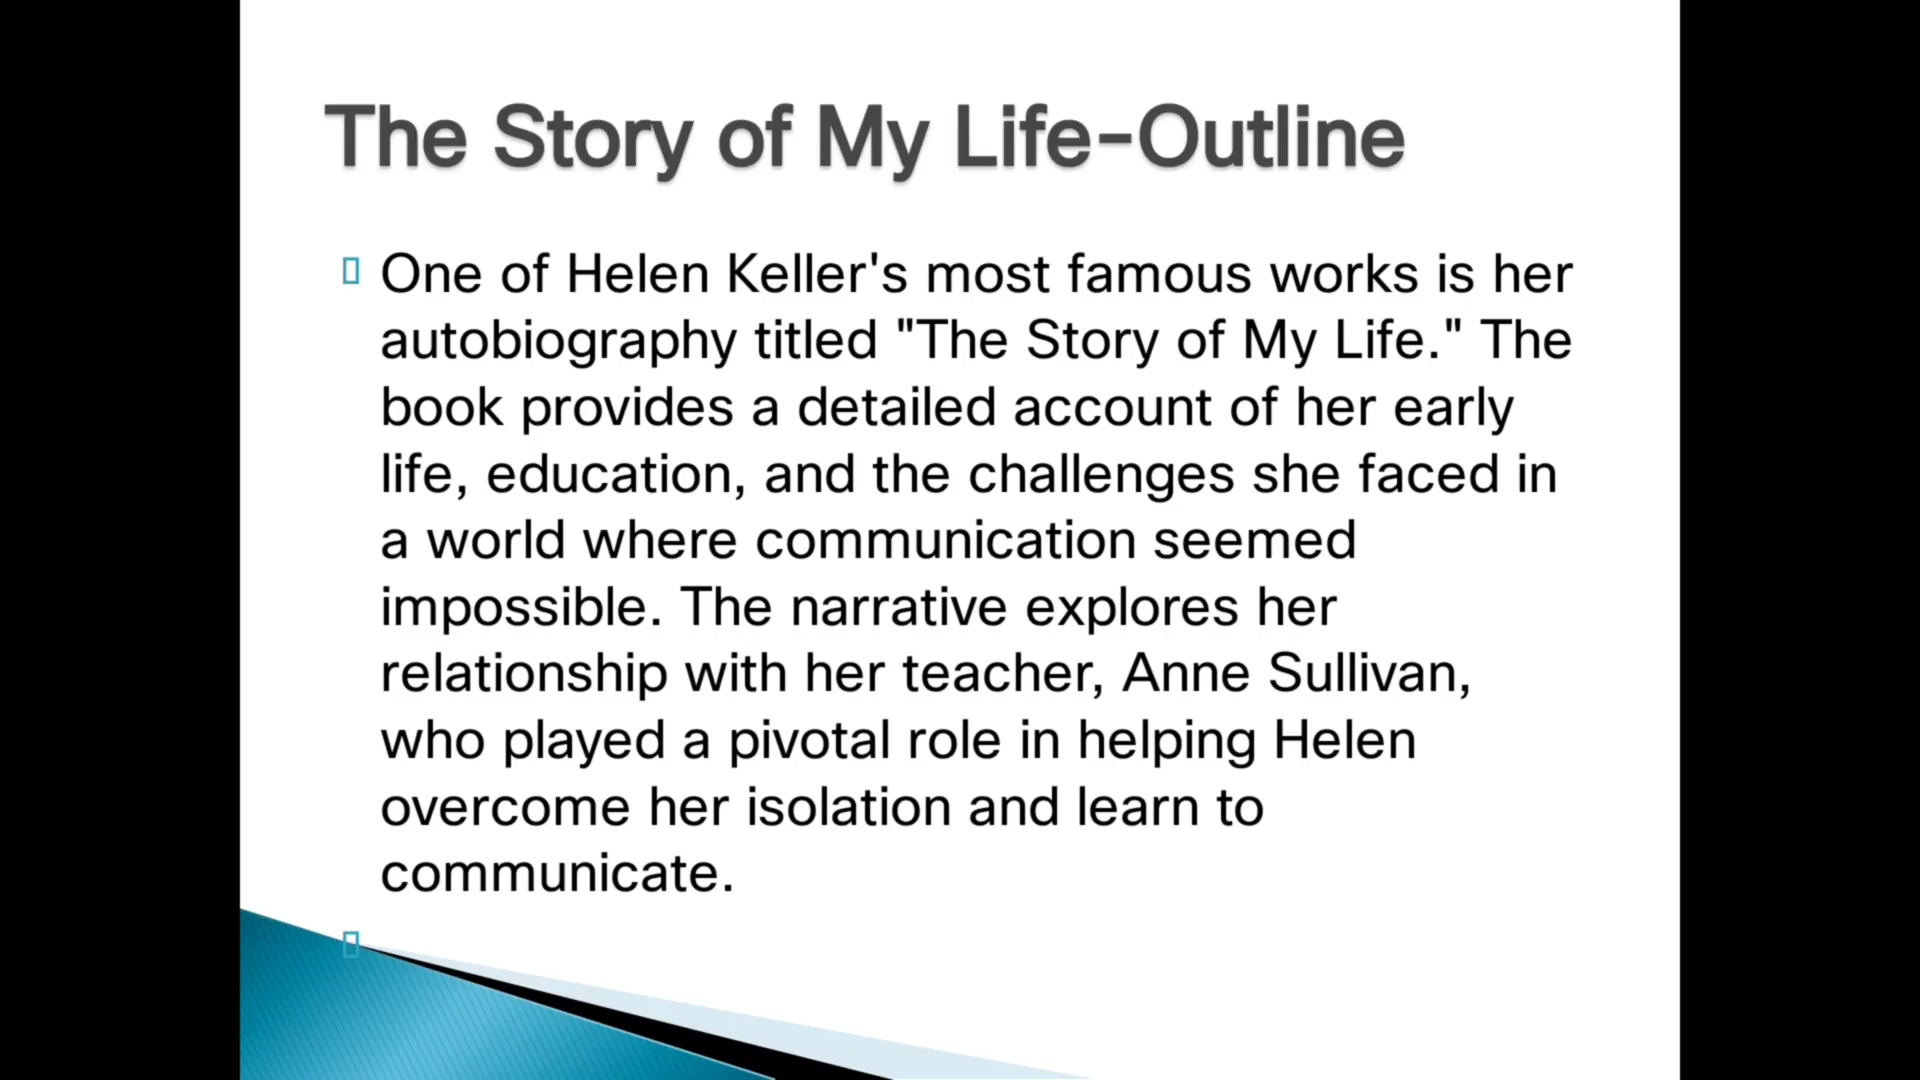 The Story of My Life-Outline
One of Helen Keller's most famous works is her
autobiography titled "The Story of My Life." The
book provides a detailed account of her early
life, education, and the challenges she faced in
a world where communication seemed
impossible. The narrative explores her
relationship with her teacher, Anne Sullivan,
who played a pivotal role in helping Helen
overcome her isolation and learn to
communicate.